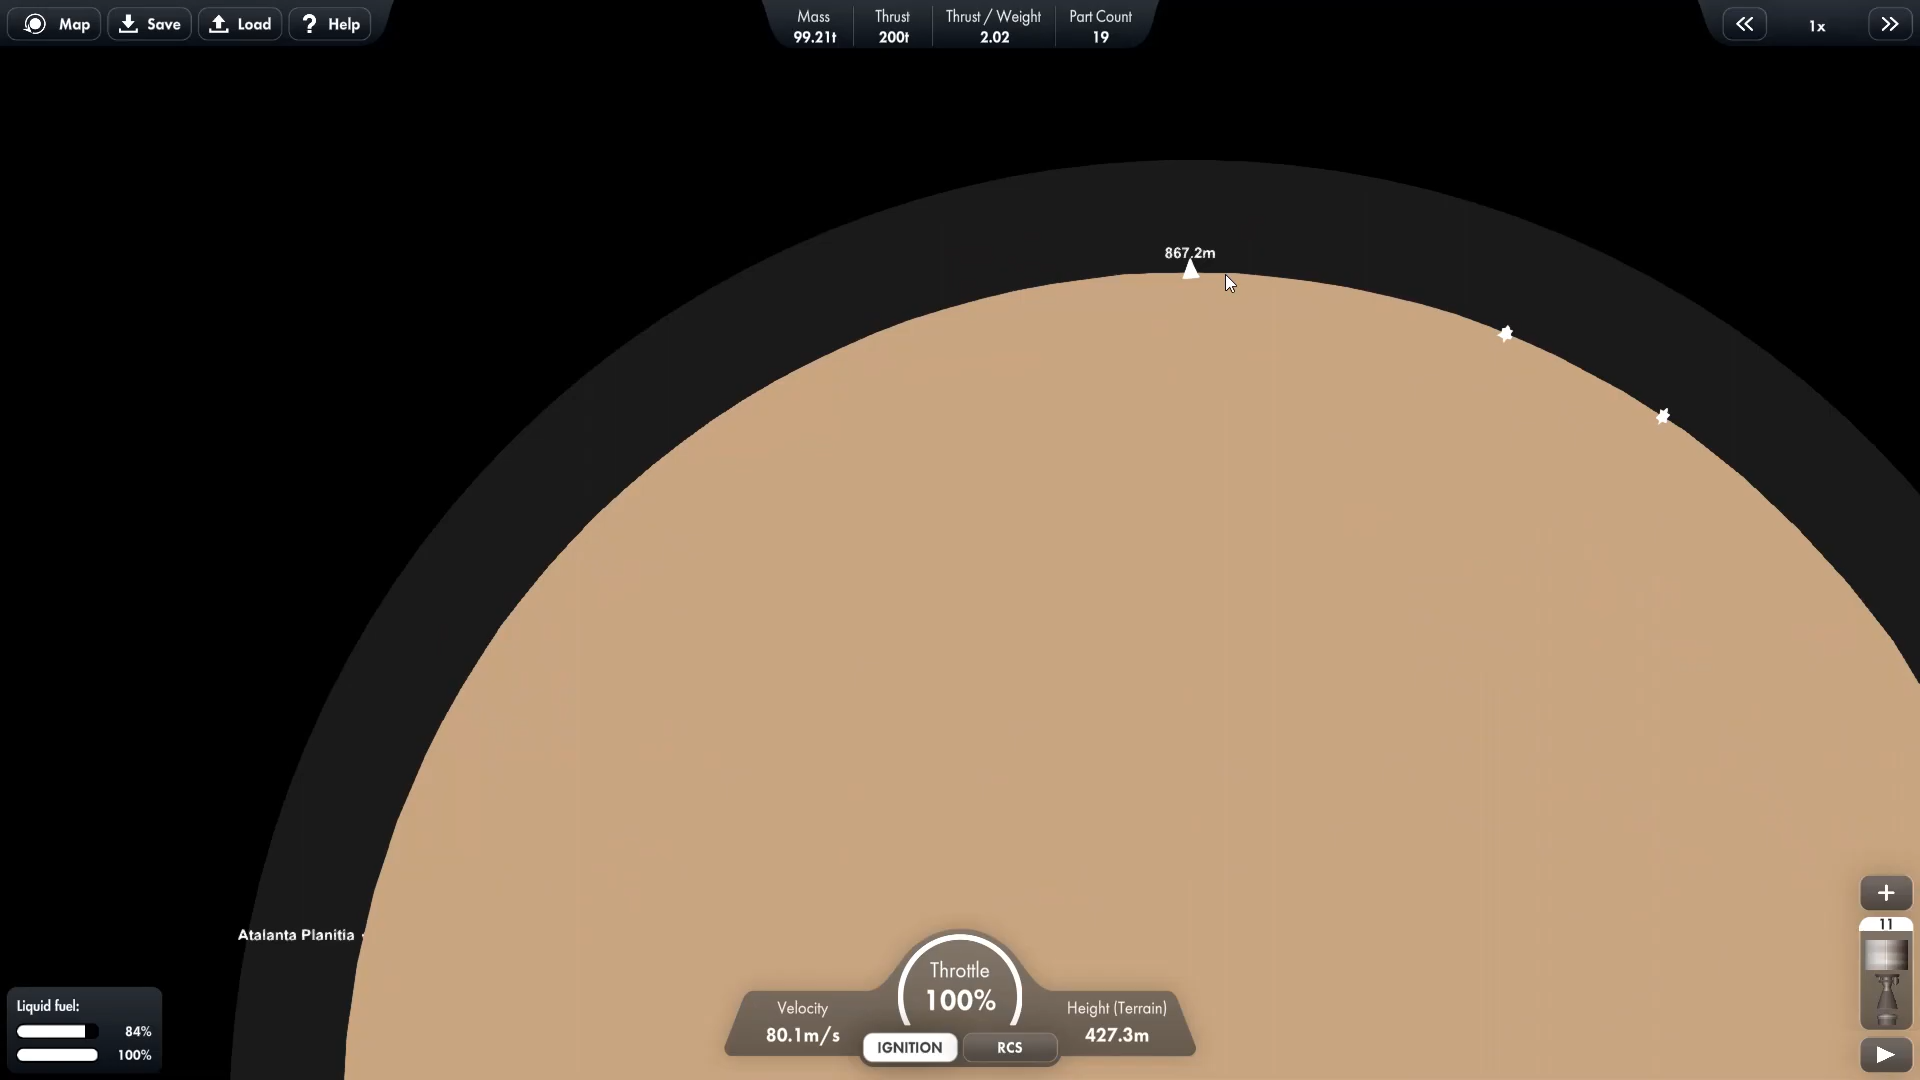 Map
Save
Load
Help
Mass
99.21t
Thrust
200t
Thrust / Weight
2.02
Part Count
19
1x
867.2m
Atalanta Planitia
Liquid fuel:
84%
100%
Throttle
100%
Velocity
80.1m/s
Height (Terrain)
427.3m
IGNITION
RCS
11